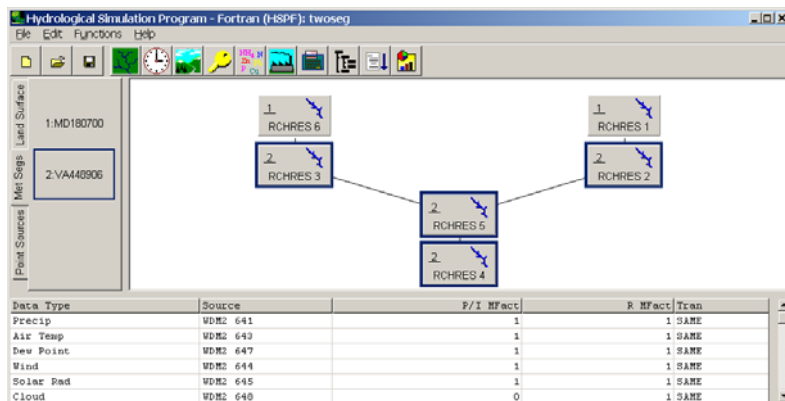 Hydrological Simulation Program - Fortran (HSPF): twoseg
File Edit Functions Help
Land Surface
Met Segs
Point Sources
1:MD180700
2:VA448906
1
RCHRES 6
1
RCHRES 1
2
RCHRES 3
2
RCHRES 2
2
RCHRES 5
2
RCHRES 4
Data Type Source P/I MFact R MFact Tran
Precip WDM2 641 1 1 SAME
Air Temp WDM2 643 1 1 SAME
Dew Point WDM2 647 1 1 SAME
Wind WDM2 644 1 1 SAME
Solar Rad WDM2 645 1 1 SAME
Cloud WDM2 648 0 1 SAME